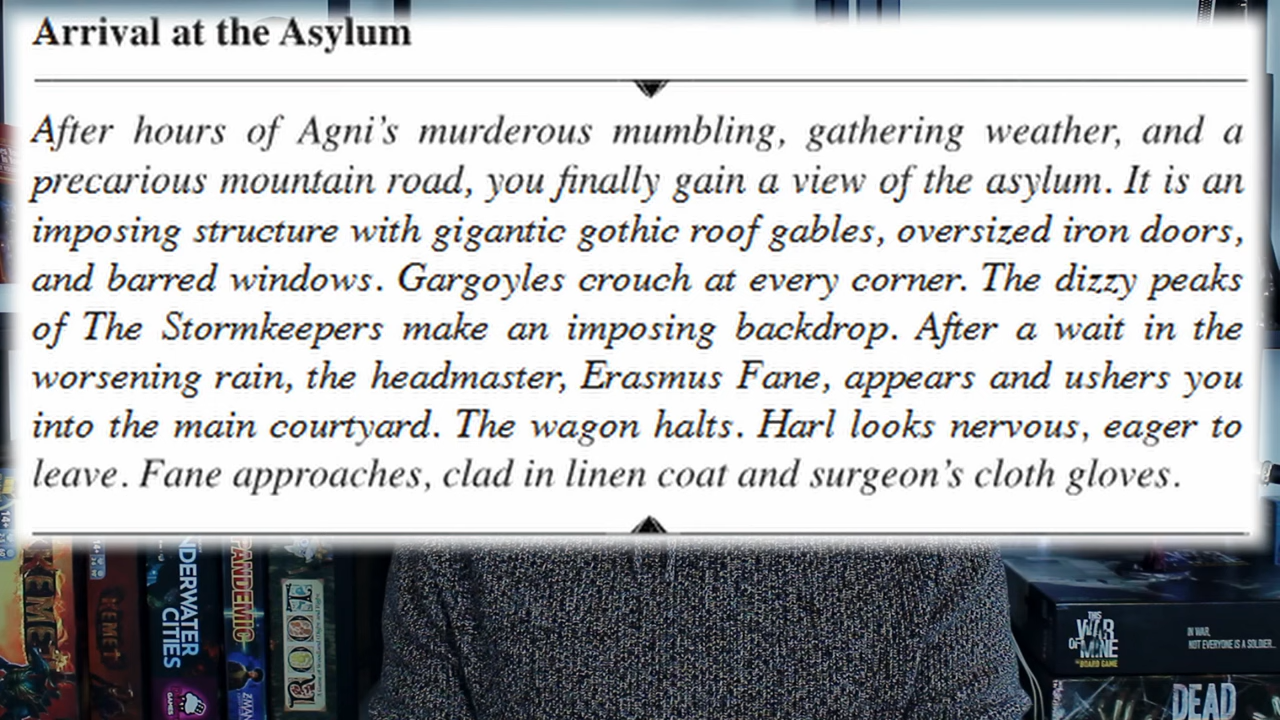 Arrival at the Asylum
After hours of Agni's murderous mumbling, gathering weather, and a
precarious mountain road, you finally gain a view of the asylum. It is an
imposing structure with gigantic gothic roof gables, oversized iron doors,
and barred windows. Gargoyles crouch at every corner. The dizzy peaks
of The Stormkeepers make an imposing backdrop. After a wait in the
worsening rain, the headmaster, Erasmus Fane, appears and ushers you
into the main courtyard. The wagon halts. Harl looks nervous, eager to
leave. Fane approaches, clad in linen coat and surgeon's cloth gloves.
KEMET
NDERWATER
CITIES
GAMES
PANDEMIC
ROOT
THIS
WAR
OF MINE
THE BOARD GAME
IN WAR,
NOT EVERYONE IS A SOLDIER...
DEAD